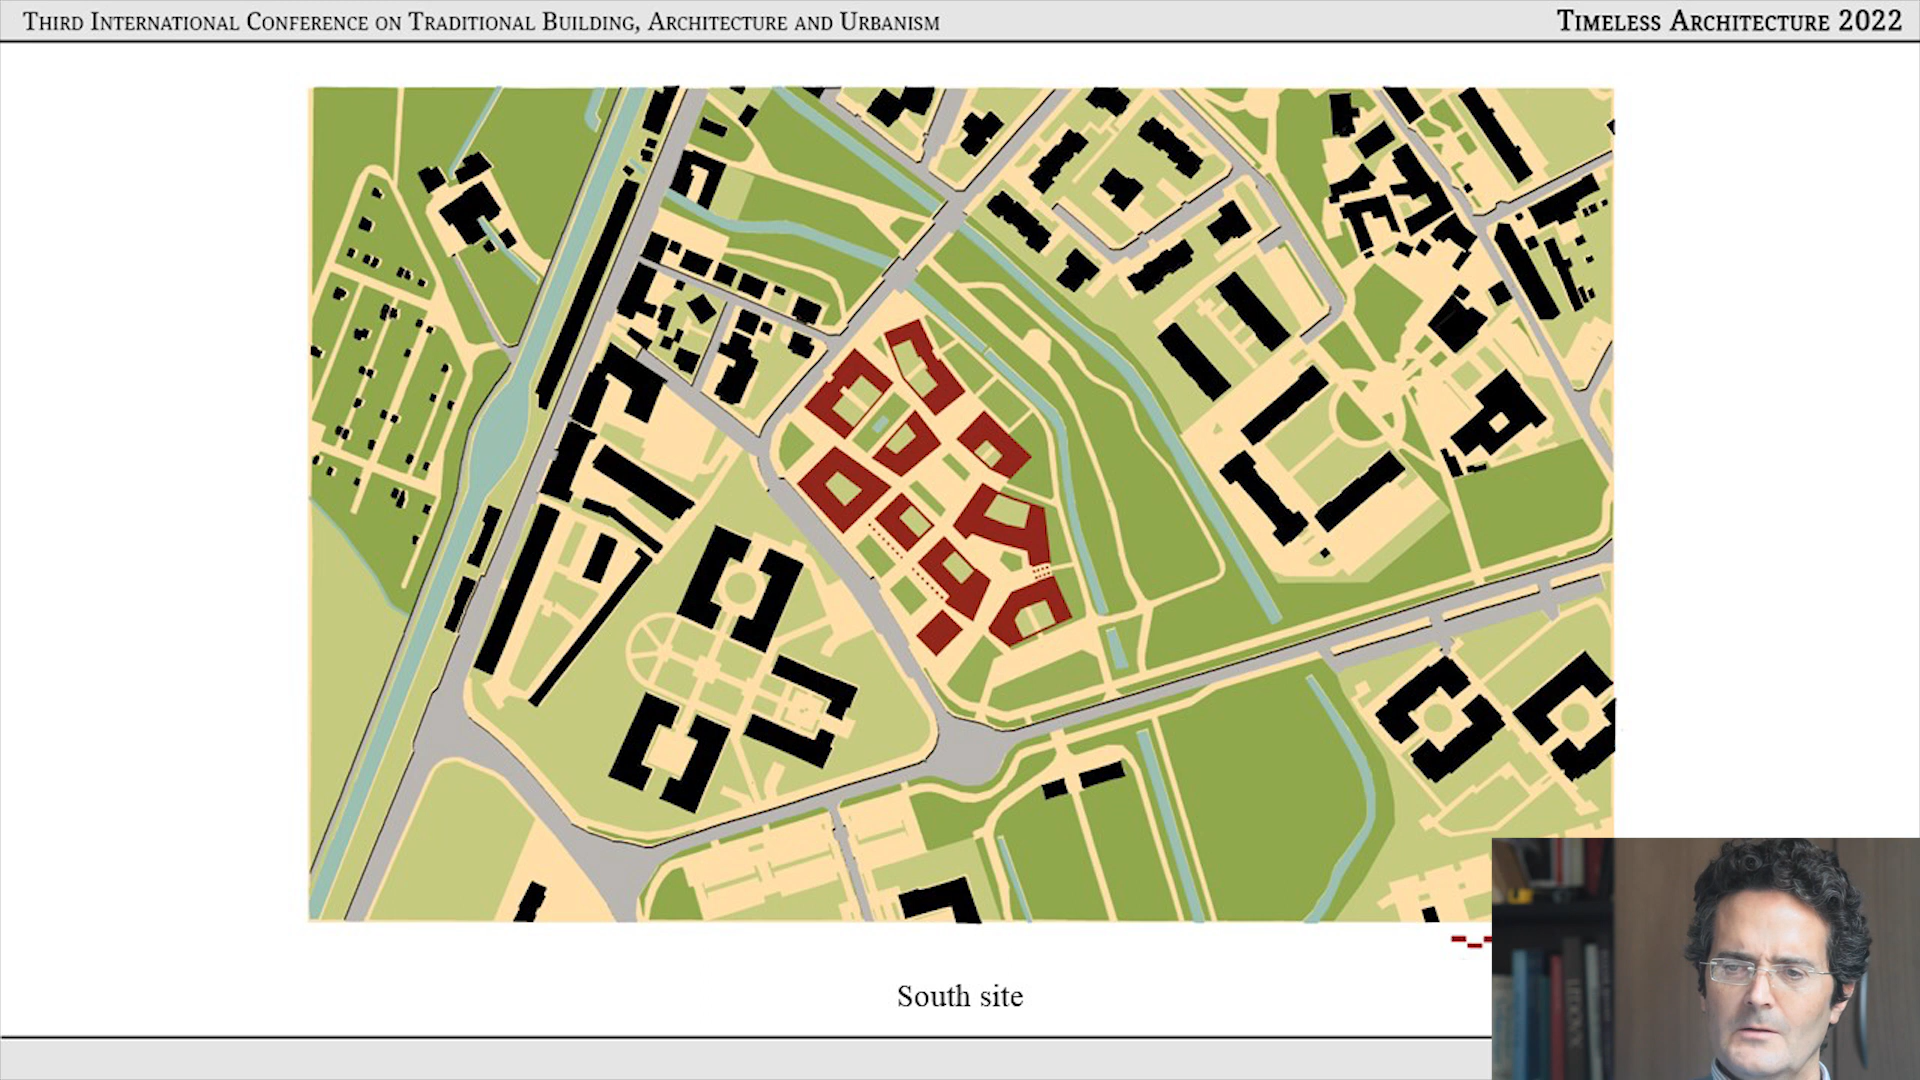 Third International Conference on Traditional Building, Architecture and Urbanism
Timeless Architecture 2022
South site